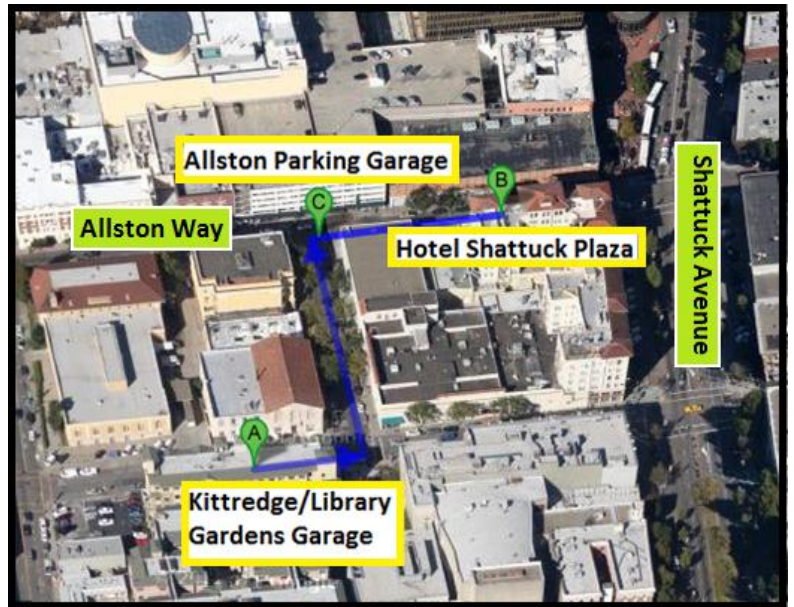 Allston Parking Garage
B
C
Allston Way
Hotel Shattuck Plaza
Shattuck Avenue
A
Kittredge/Library
Gardens Garage